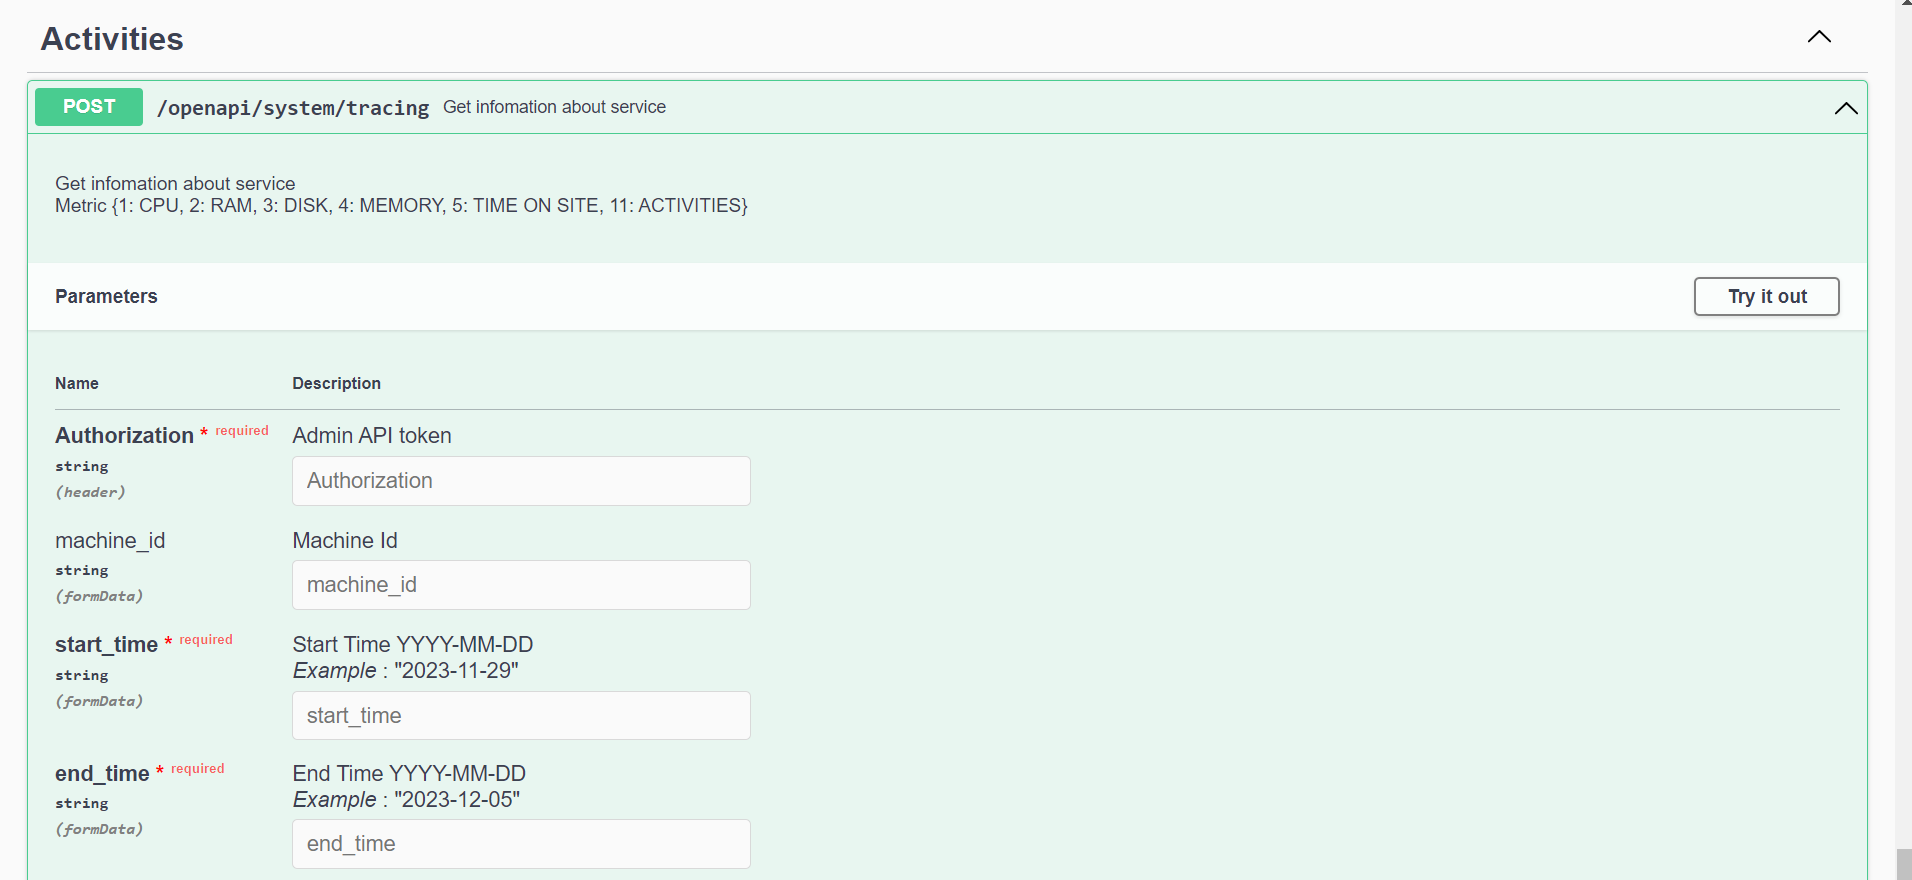 Activities
POST /openapi/system/tracing Get infomation about service
Get infomation about service
Metric {1: CPU, 2: RAM, 3: DISK, 4: MEMORY, 5: TIME ON SITE, 11: ACTIVITIES}
Parameters Try it out
Name Description
Authorization * required Admin API token
string Authorization
(header)
machine_id Machine Id
string machine_id
(formData)
start_time * required Start Time YYYY-MM-DD
string Example : "2023-11-29"
(formData) start_time
end_time * required End Time YYYY-MM-DD
string Example : "2023-12-05"
(formData) end_time